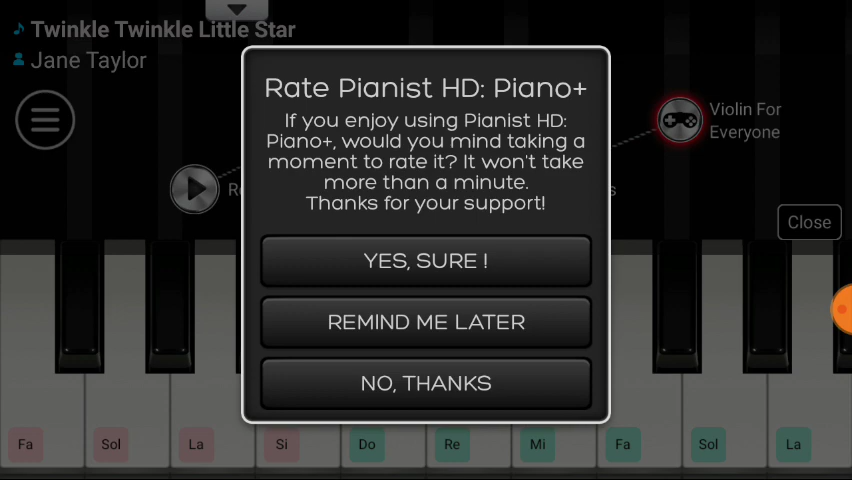 Twinkle Twinkle Little Star
Jane Taylor
Rate Pianist HD: Piano+
If you enjoy using Pianist HD:
Piano+, would you mind taking a
moment to rate it? It won't take
more than a minute.
Thanks for your support!
Violin For
Everyone
Close
YES, SURE !
REMIND ME LATER
NO, THANKS
Fa Sol La Si Do Re Mi Fa Sol La